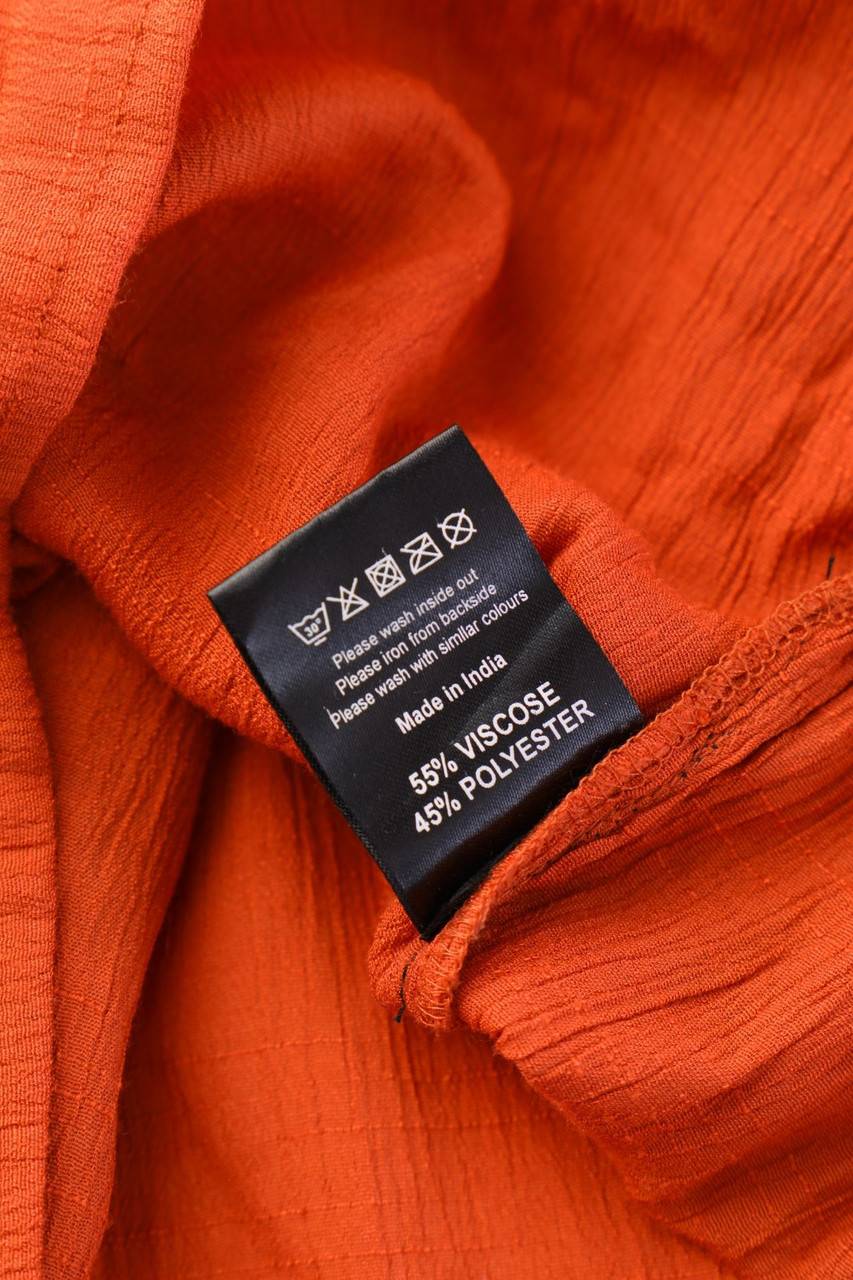 30°
Please wash inside out
Please iron from backside
Please wash with similar colours
Made in India
55% VISCOSE
45% POLYESTER